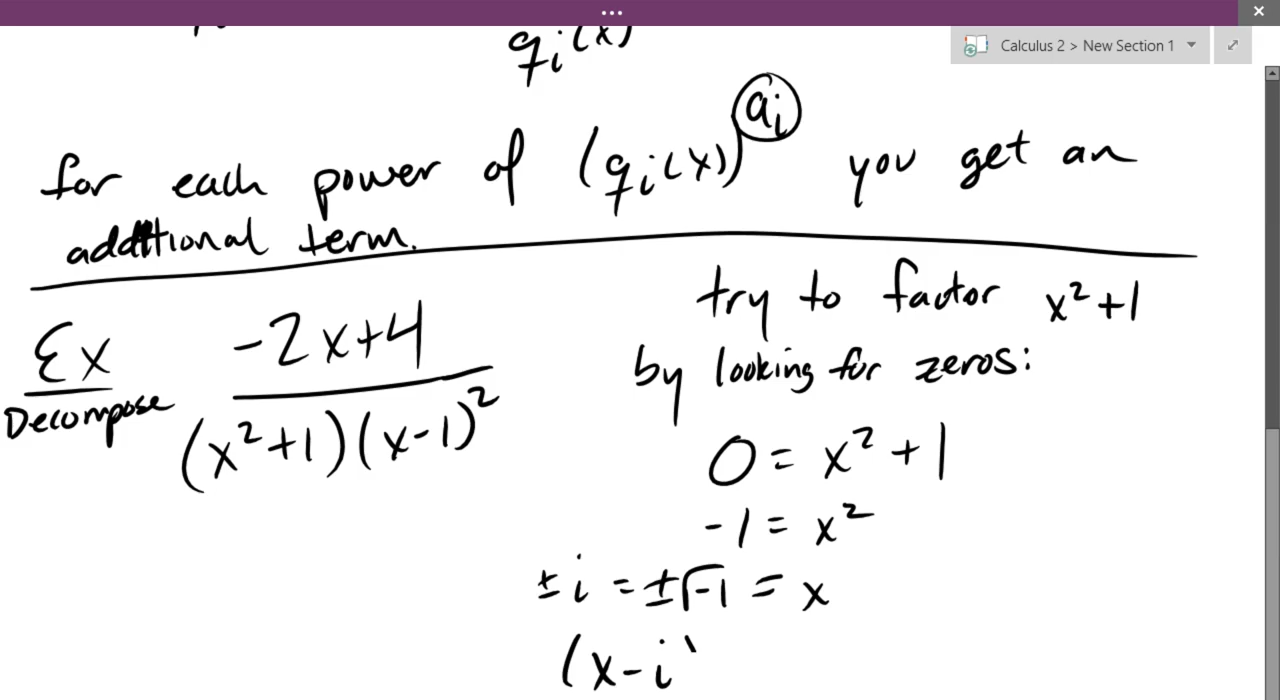 •••
Calculus 2 > New Section 1
qᵢ(x)
for each power of (qᵢ(x))^aᵢ you get an
additional term.
Ex
Decompose
-2x+4
(x²+1)(x-1)²
try to factor x²+1
by looking for zeros:
0 = x²+1
-1 = x²
±i = ±√-1 = x
(x-i